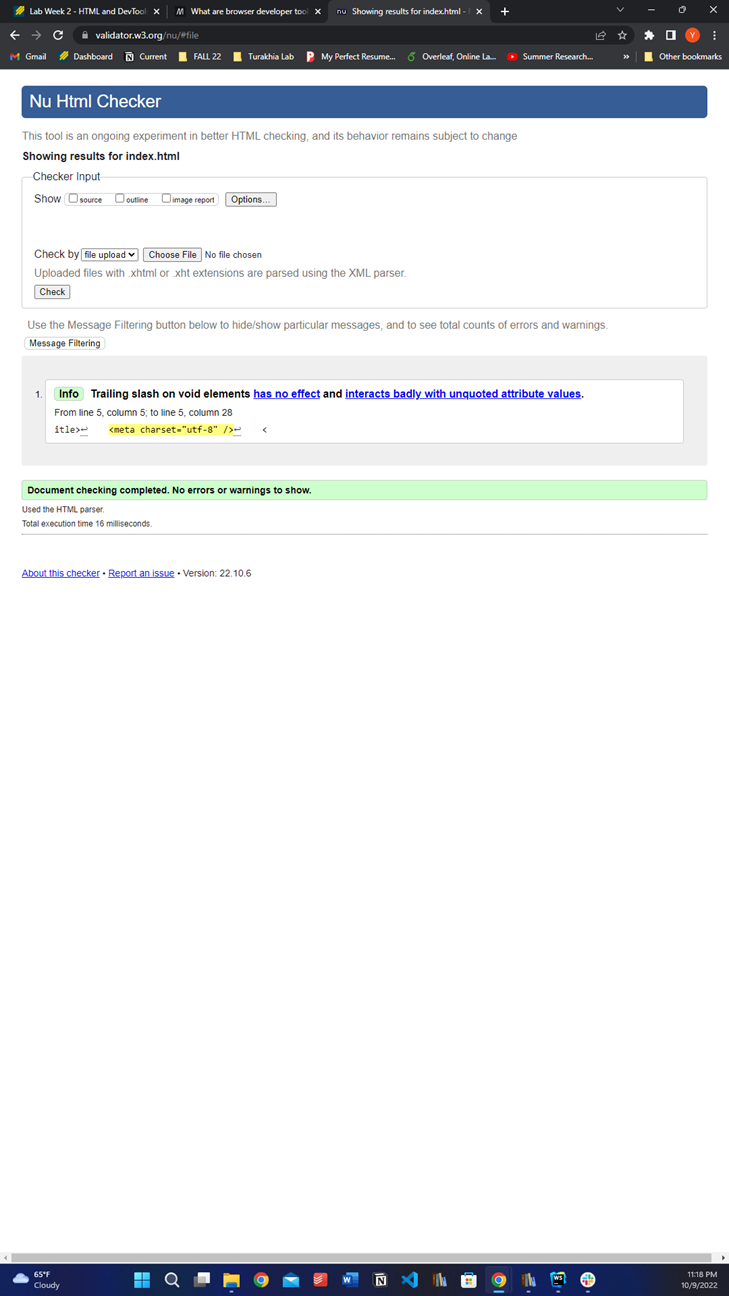 Lab Week 2 - HTML and DevTool
What are browser developer tool
nu Showing results for index.html -
validator.w3.org/nu/#file
Y
Gmail Dashboard Current FALL 22 Turakhia Lab My Perfect Resume... Overleaf, Online La... Summer Research... » Other bookmarks
Nu Html Checker
This tool is an ongoing experiment in better HTML checking, and its behavior remains subject to change
Showing results for index.html
Checker Input
Show source outline image report Options...
Check by file upload Choose File No file chosen
Uploaded files with .xhtml or .xht extensions are parsed using the XML parser.
Check
Use the Message Filtering button below to hide/show particular messages, and to see total counts of errors and warnings.
Message Filtering
1. Info Trailing slash on void elements has no effect and interacts badly with unquoted attribute values.
From line 5, column 5; to line 5, column 28
itle>↩ <meta charset="utf-8" />↩ <
Document checking completed. No errors or warnings to show.
Used the HTML parser.
Total execution time 16 milliseconds.
About this checker • Report an issue • Version: 22.10.6
65°F
Cloudy
11:18 PM
10/9/2022